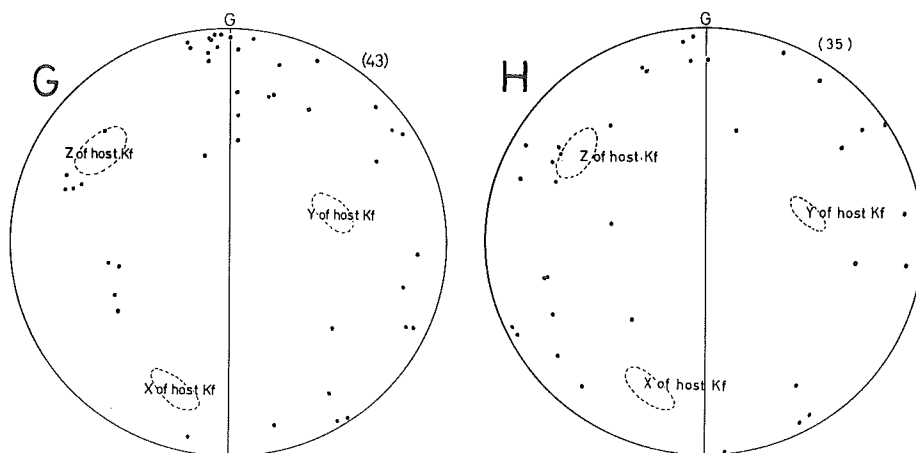 G
G
(43)
Z of host Kf
Y of host Kf
X of host Kf
H
G
(35)
Z of host Kf
Y of host Kf
X of host Kf